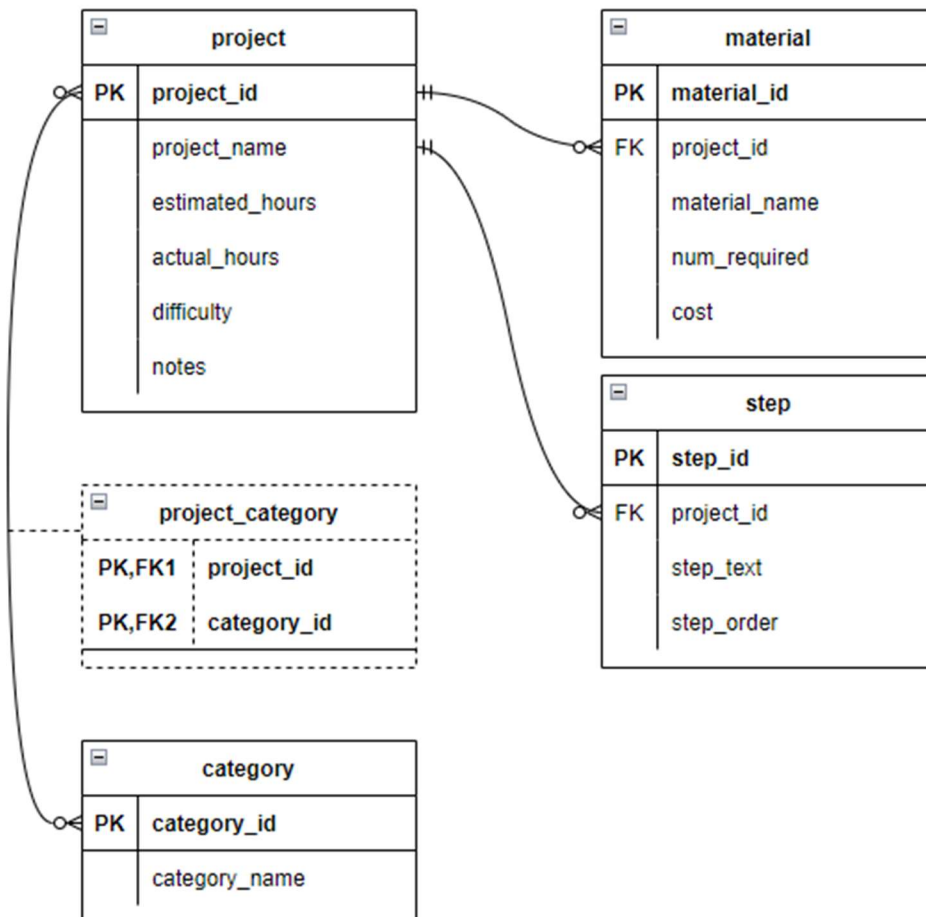 project
PK project_id
project_name
estimated_hours
actual_hours
difficulty
notes
material
PK material_id
FK project_id
material_name
num_required
cost
step
PK step_id
FK project_id
step_text
step_order
project_category
PK,FK1 project_id
PK,FK2 category_id
category
PK category_id
category_name